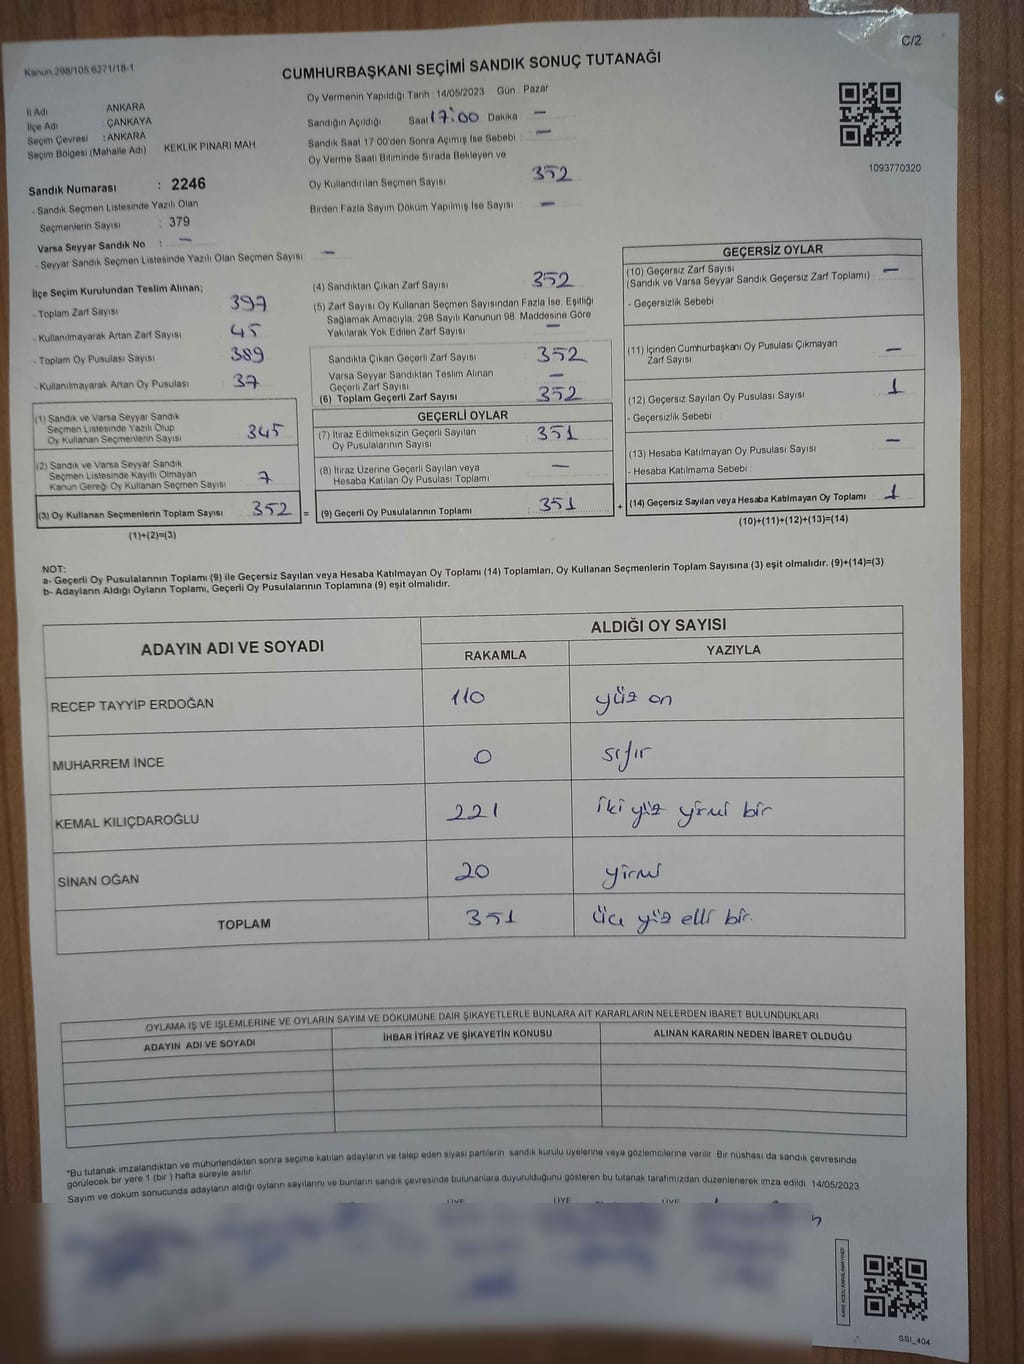 C/2
Kanun.298/105.6271/18-1
CUMHURBAŞKANI SEÇİMİ SANDIK SONUÇ TUTANAĞI
İl Adı ANKARA
İlçe Adı ÇANKAYA
Seçim Çevresi : ANKARA
Seçim Bölgesi (Mahalle Adı) : KEKLİK PINARI MAH
Sandık Numarası : 2246
- Sandık Seçmen Listesinde Yazılı Olan
Seçmenlerin Sayısı : 379
Varsa Seyyar Sandık No : –
- Seyyar Sandık Seçmen Listesinde Yazılı Olan Seçmen Sayısı –
Oy Vermenin Yapıldığı Tarih : 14/05/2023 Gün Pazar
Sandığın Açıldığı Saat 17:00 Dakika –
Sandık Saat 17:00'den Sonra Açımış İse Sebebi : –
Oy Verme Saati Bitiminde Sırada Bekleyen ve
Oy Kullandırılan Seçmen Sayısı 352
Birden Fazla Sayım Döküm Yapılmış İse Sayısı : –
1093770320
İlçe Seçim Kurulundan Teslim Alınan;
- Toplam Zarf Sayısı : 397
- Kullanılmayarak Artan Zarf Sayısı : 45
- Toplam Oy Pusulası Sayısı : 389
- Kullanılmayarak Artan Oy Pusulası : 37
(1) Sandık ve Varsa Seyyar Sandık
Seçmen Listesinde Yazılı Olup
Oy Kullanan Seçmenlerin Sayısı 345
(2) Sandık ve Varsa Seyyar Sandık
Seçmen Listesinde Kayıtlı Olmayan
Kanun Gereği Oy Kullanan Seçmen Sayısı 7
(3) Oy Kullanan Seçmenlerin Toplam Sayısı 352 =
(1)+(2)=(3)
(4) Sandıktan Çıkan Zarf Sayısı 352
(5) Zarf Sayısı Oy Kullanan Seçmen Sayısından Fazla İse, Eşitliği
Sağlamak Amacıyla, 298 Sayılı Kanunun 98. Maddesine Göre
Yakılarak Yok Edilen Zarf Sayısı –
Sandıkta Çıkan Geçerli Zarf Sayısı 352
Varsa Seyyar Sandıktan Teslim Alınan
Geçerli Zarf Sayısı –
(6) Toplam Geçerli Zarf Sayısı 352
GEÇERLİ OYLAR
(7) İtiraz Edilmeksizin Geçerli Sayılan
Oy Pusulalarının Sayısı 351
(8) İtiraz Üzerine Geçerli Sayılan veya
Hesaba Katılan Oy Pusulası Toplamı –
(9) Geçerli Oy Pusulalarının Toplamı 351 +
GEÇERSİZ OYLAR
(10) Geçersiz Zarf Sayısı
(Sandık ve Varsa Seyyar Sandık Geçersiz Zarf Toplamı) –
- Geçersizlik Sebebi :
(11) İçinden Cumhurbaşkanı Oy Pusulası Çıkmayan
Zarf Sayısı –
(12) Geçersiz Sayılan Oy Pusulası Sayısı 1
- Geçersizlik Sebebi :
(13) Hesaba Katılmayan Oy Pusulası Sayısı –
- Hesaba Katılmama Sebebi :
(14) Geçersiz Sayılan veya Hesaba Katılmayan Oy Toplamı 1
(10)+(11)+(12)+(13)=(14)
NOT:
a- Geçerli Oy Pusulalarının Toplamı (9) ile Geçersiz Sayılan veya Hesaba Katılmayan Oy Toplamı (14) Toplamları, Oy Kullanan Seçmenlerin Toplam Sayısına (3) eşit olmalıdır. (9)+(14)=(3)
b- Adayların Aldığı Oyların Toplamı, Geçerli Oy Pusulalarının Toplamına (9) eşit olmalıdır.
ADAYIN ADI VE SOYADI ALDIĞI OY SAYISI
RAKAMLA YAZIYLA
RECEP TAYYİP ERDOĞAN 110 yüz on
MUHARREM İNCE 0 sıfır
KEMAL KILIÇDAROĞLU 221 iki yüz yirmi bir
SİNAN OĞAN 20 yirmi
TOPLAM 351 üç yüz elli bir.
OYLAMA İŞ VE İŞLEMLERİNE VE OYLARIN SAYIM VE DÖKÜMÜNE DAİR ŞİKAYETLERLE BUNLARA AİT KARARLARIN NELERDEN İBARET BULUNDUKLARI
ADAYIN ADI VE SOYADI İHBAR İTİRAZ VE ŞİKAYETİN KONUSU ALINAN KARARIN NEDEN İBARET OLDUĞU
*Bu tutanak imzalandıktan ve mühürlendikten sonra seçime katılan adayların ve talep eden siyasi partilerin sandık kurulu üyelerine veya gözlemcilerine verilir. Bir nüshası da sandık çevresinde
görülecek bir yere 1 (bir ) hafta süreyle asılır.
Sayım ve döküm sonucunda adayların aldığı oyların sayılarını ve bunların sandık çevresinde bulunanlara duyurulduğunu gösteren bu tutanak tarafımızdan düzenlenerek imza edildi. 14/05/2023
ÜYE ÜYE ÜYE
SSI_404